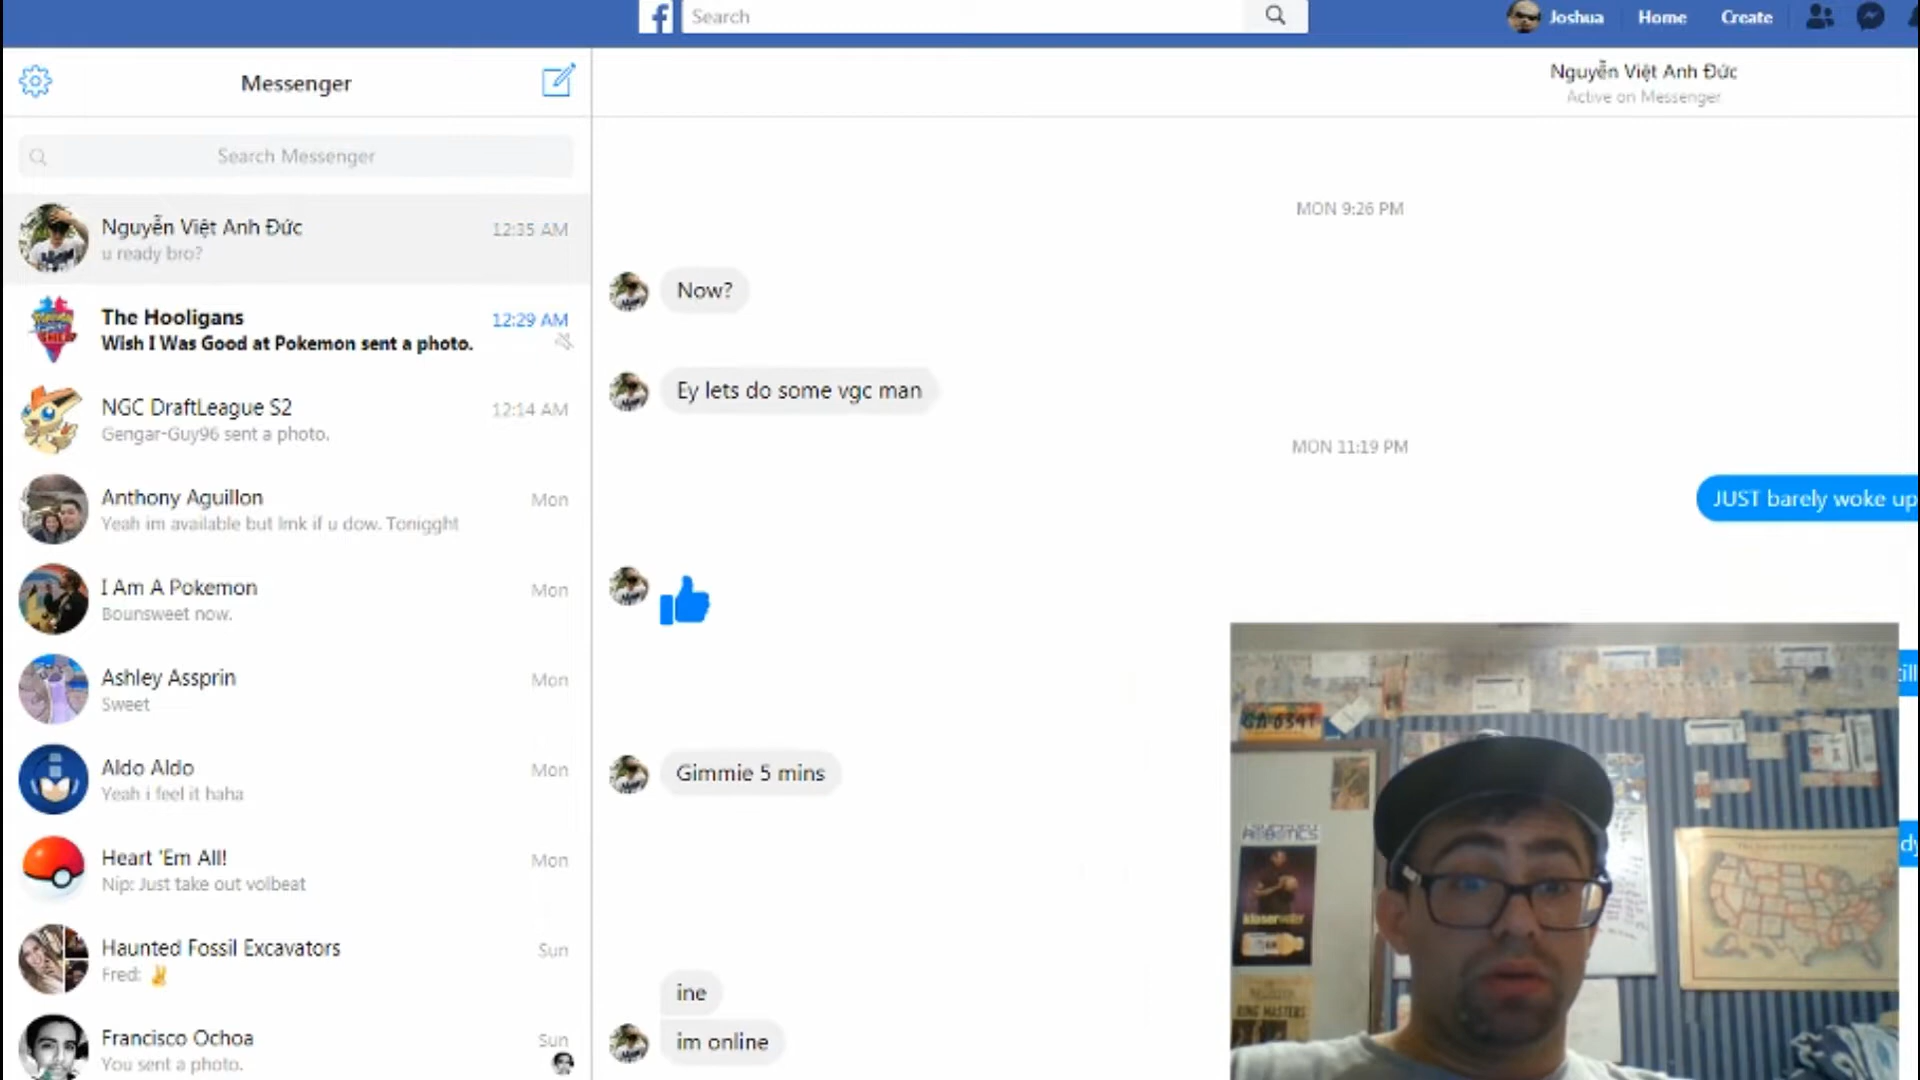 Search
Joshua
Home
Create
Messenger
Search Messenger
Nguyễn Việt Anh Đức
12:35 AM
u ready bro?
The Hooligans
12:29 AM
Wish I Was Good at Pokemon sent a photo.
NGC DraftLeague S2
12:14 AM
Gengar-Guy96 sent a photo.
Anthony Aguillon
Mon
Yeah im available but lmk if u dow. Tonigght
I Am A Pokemon
Mon
Bounsweet now.
Ashley Assprin
Mon
Sweet
Aldo Aldo
Mon
Yeah i feel it haha
Heart 'Em All!
Mon
Nip: Just take out volbeat
Haunted Fossil Excavators
Sun
Fred: ✌
Francisco Ochoa
Sun
You sent a photo.
Nguyễn Việt Anh Đức
Active on Messenger
MON 9:26 PM
Now?
Ey lets do some vgc man
MON 11:19 PM
JUST barely woke up
Gimmie 5 mins
ine
im online
ROBOTICS